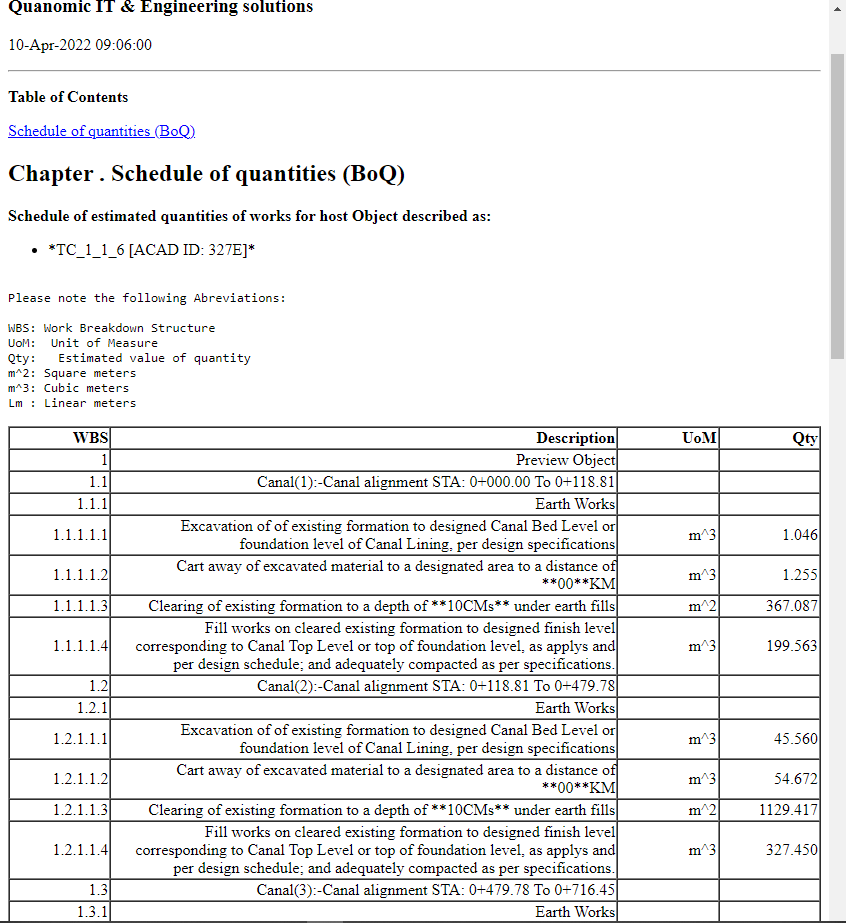 Quanomic IT & Engineering solutions
10-Apr-2022 09:06:00
Table of Contents
Schedule of quantities (BoQ)
Chapter . Schedule of quantities (BoQ)
Schedule of estimated quantities of works for host Object described as:
• *TC_1_1_6 [ACAD ID: 327E]*
Please note the following Abreviations:
WBS: Work Breakdown Structure
UoM: Unit of Measure
Qty: Estimated value of quantity
m^2: Square meters
m^3: Cubic meters
Lm : Linear meters
WBS Description UoM Qty
1 Preview Object
1.1 Canal(1):-Canal alignment STA: 0+000.00 To 0+118.81
1.1.1 Earth Works
1.1.1.1.1 Excavation of of existing formation to designed Canal Bed Level or
foundation level of Canal Lining, per design specifications m^3 1.046
1.1.1.1.2 Cart away of excavated material to a designated area to a distance of
**00**KM m^3 1.255
1.1.1.1.3 Clearing of existing formation to a depth of **10CMs** under earth fills m^2 367.087
Fill works on cleared existing formation to designed finish level
1.1.1.1.4 corresponding to Canal Top Level or top of foundation level, as applys and m^3 199.563
per design schedule; and adequately compacted as per specifications.
1.2 Canal(2):-Canal alignment STA: 0+118.81 To 0+479.78
1.2.1 Earth Works
1.2.1.1.1 Excavation of of existing formation to designed Canal Bed Level or
foundation level of Canal Lining, per design specifications m^3 45.560
1.2.1.1.2 Cart away of excavated material to a designated area to a distance of
**00**KM m^3 54.672
1.2.1.1.3 Clearing of existing formation to a depth of **10CMs** under earth fills m^2 1129.417
Fill works on cleared existing formation to designed finish level
1.2.1.1.4 corresponding to Canal Top Level or top of foundation level, as applys and m^3 327.450
per design schedule; and adequately compacted as per specifications.
1.3 Canal(3):-Canal alignment STA: 0+479.78 To 0+716.45
1.3.1 Earth Works